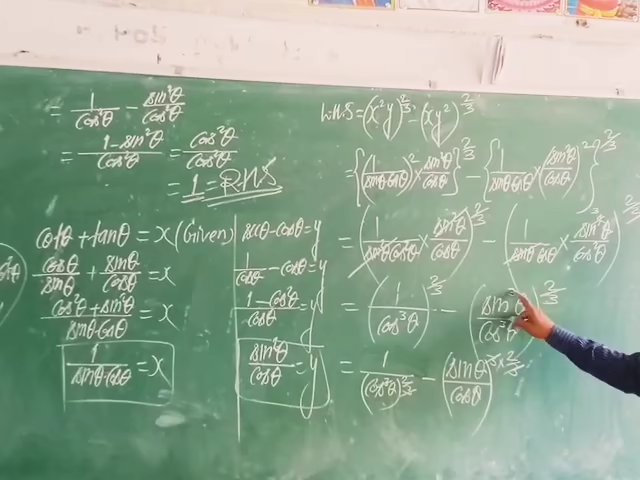 = 1/cos²θ - sin²θ/cos²θ
= 1-sin²θ/cos²θ = cos²θ/cos²θ
= 1 = RHS
cotθ + tanθ = x (Given)
cosθ/sinθ + sinθ/cosθ = x
cos²θ + sin²θ/sinθ·cosθ = x
1/sinθ·cosθ = x
secθ - cosθ = y
1/cosθ - cosθ = y
1-cos²θ/cosθ = y
sin²θ/cosθ = y
LHS = (x²y)^2/3 - (xy²)^2/3
= {(1/sinθ cosθ)² × sin²θ/cosθ}^2/3 - {1/sinθ cosθ × (sin²θ/cosθ)²}^2/3
= (1/sin²θ cos²θ × sin²θ/cosθ)^2/3 - (1/sinθ cosθ × sin⁴θ/cos²θ)^2/3
= (1/cos³θ)^2/3 - (sin³θ/cos³θ)^2/3
= 1/(cos³θ)^2/3 - (sinθ/cosθ)^3×2/3